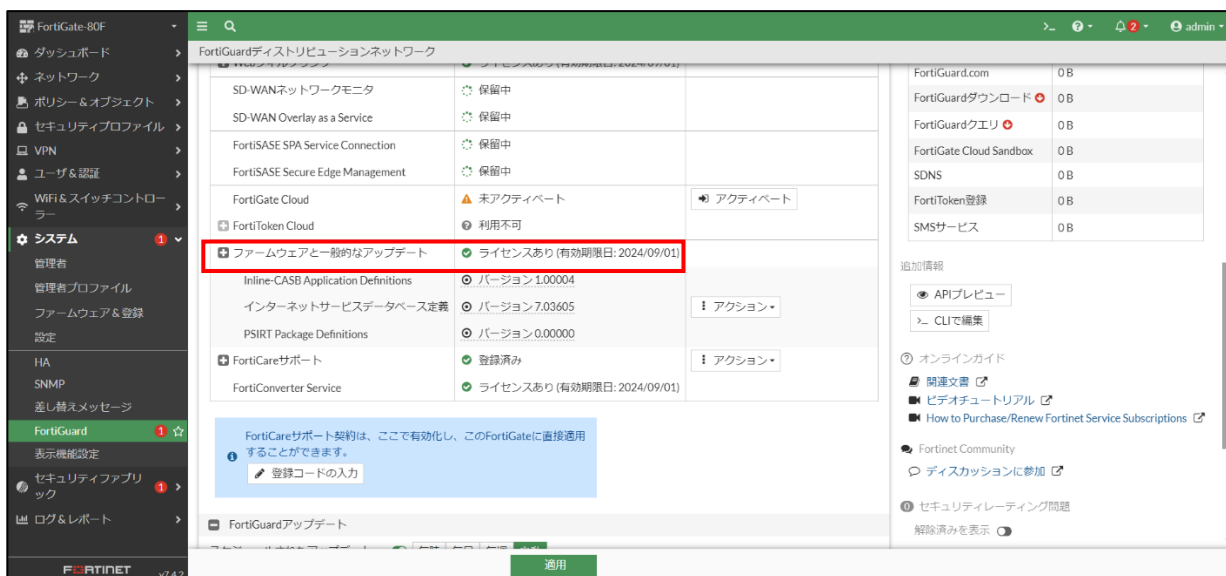 FortiGate-80F
admin
2
ダッシュボード
ネットワーク
ポリシー&オブジェクト
セキュリティプロファイル
VPN
ユーザ&認証
WiFi&スイッチコントロー
ラー
システム
1
管理者
管理者プロファイル
ファームウェア&登録
設定
HA
SNMP
差し替えメッセージ
FortiGuard
1
表示機能設定
セキュリティファブリ
ック
1
ログ&レポート
FORTINET
v7.4.2
FortiGuardディストリビューションネットワーク
Webフィルタリング ライセンスあり (有効期限日: 2024/09/01)
SD-WANネットワークモニタ 保留中
SD-WAN Overlay as a Service 保留中
FortiSASE SPA Service Connection 保留中
FortiSASE Secure Edge Management 保留中
FortiGate Cloud 未アクティベート アクティベート
FortiToken Cloud 利用不可
ファームウェアと一般的なアップデート ライセンスあり (有効期限日: 2024/09/01)
Inline-CASB Application Definitions バージョン 1.00004
インターネットサービスデータベース定義 バージョン 7.03605 アクション
PSIRT Package Definitions バージョン 0.00000
FortiCareサポート 登録済み アクション
FortiConverter Service ライセンスあり (有効期限日: 2024/09/01)
FortiCareサポート契約は、ここで有効化し、このFortiGateに直接適用
することができます。
登録コードの入力
FortiGuardアップデート
適用
FortiGuard.com 0 B
FortiGuardダウンロード 0 B
FortiGuardクエリ 0 B
FortiGate Cloud Sandbox 0 B
SDNS 0 B
FortiToken登録 0 B
SMSサービス 0 B
追加情報
APIプレビュー
CLIで編集
オンラインガイド
関連文書
ビデオチュートリアル
How to Purchase/Renew Fortinet Service Subscriptions
Fortinet Community
ディスカッションに参加
0 セキュリティレーティング問題
解除済みを表示